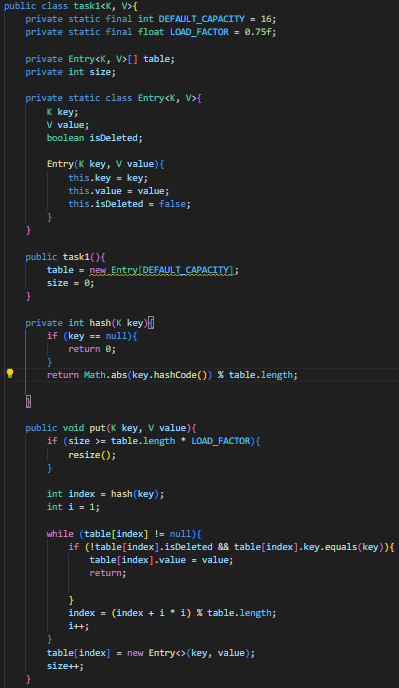 public class task1<K, V>{
    private static final int DEFAULT_CAPACITY = 16;
    private static final float LOAD_FACTOR = 0.75f;

    private Entry<K, V>[] table;
    private int size;

    private static class Entry<K, V>{
        K key;
        V value;
        boolean isDeleted;

        Entry(K key, V value){
            this.key = key;
            this.value = value;
            this.isDeleted = false;
        }
    }

    public task1(){
        table = new Entry[DEFAULT_CAPACITY];
        size = 0;
    }

    private int hash(K key){
        if (key == null){
            return 0;
        }
        return Math.abs(key.hashCode()) % table.length;

    }

    public void put(K key, V value){
        if (size >= table.length * LOAD_FACTOR){
            resize();
        }

        int index = hash(key);
        int i = 1;

        while (table[index] != null){
            if (!table[index].isDeleted && table[index].key.equals(key)){
                table[index].value = value;
                return;

            }
            index = (index + i * i) % table.length;
            i++;
        }
        table[index] = new Entry<>(key, value);
        size++;
    }